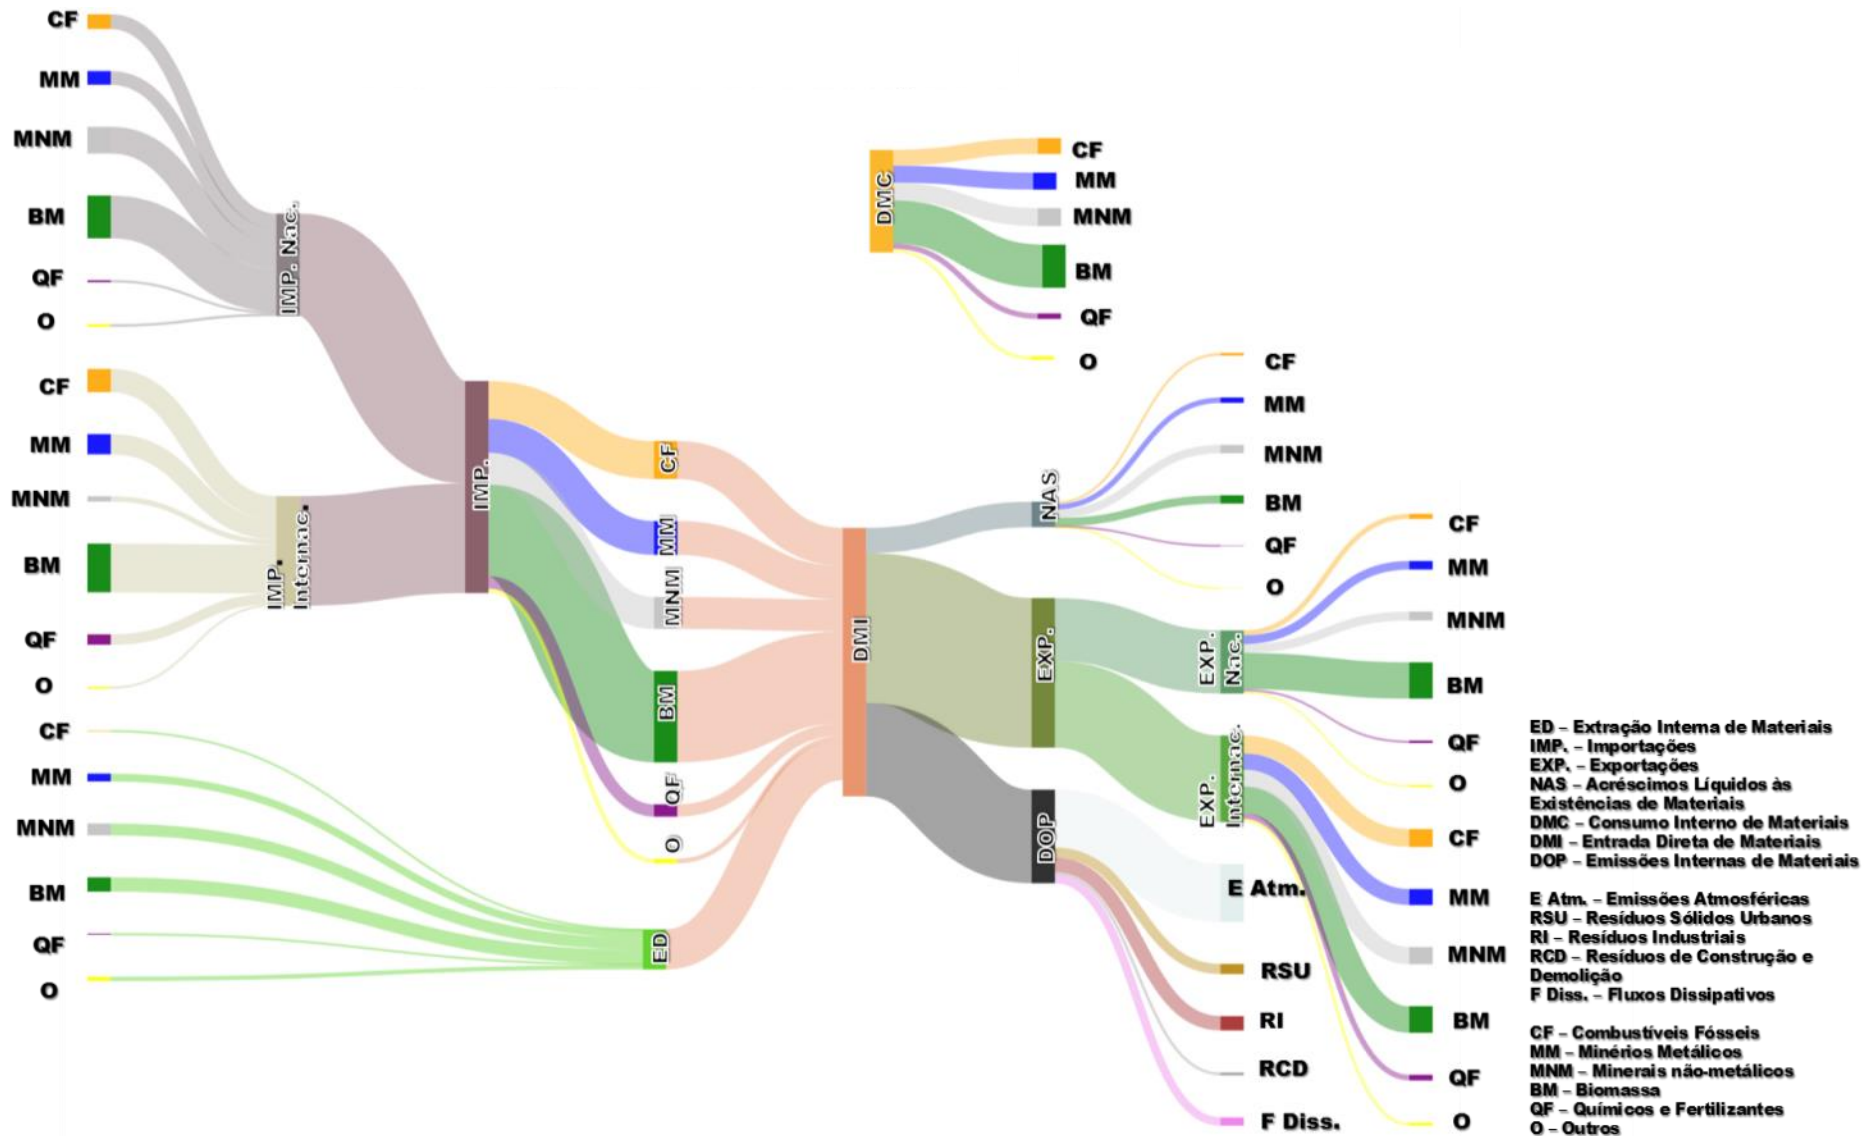 CF
MM
MNM
BM
QF
O
IMP. Nac.
CF
MM
MNM
BM
QF
O
IMP.
Internac.
CF
MM
MNM
BM
QF
O
ED
IMP.
CF
MM
MNM
BM
QF
O
DMI
DMC
CF
MM
MNM
BM
QF
O
NAS
CF
MM
MNM
BM
QF
O
EXP.
EXP.
Nac.
CF
MM
MNM
BM
QF
O
EXP.
Internac.
CF
MM
MNM
BM
QF
O
DOP
E Atm.
RSU
RI
RCD
F Diss.
ED – Extração Interna de Materiais
IMP. – Importações
EXP. – Exportações
NAS – Acréscimos Líquidos às
Existências de Materiais
DMC – Consumo Interno de Materiais
DMI – Entrada Direta de Materiais
DOP – Emissões Internas de Materiais
E Atm. – Emissões Atmosféricas
RSU – Resíduos Sólidos Urbanos
RI – Resíduos Industriais
RCD – Resíduos de Construção e
Demolição
F Diss. – Fluxos Dissipativos
CF – Combustíveis Fósseis
MM – Minérios Metálicos
MNM – Minerais não-metálicos
BM – Biomassa
QF – Químicos e Fertilizantes
O – Outros